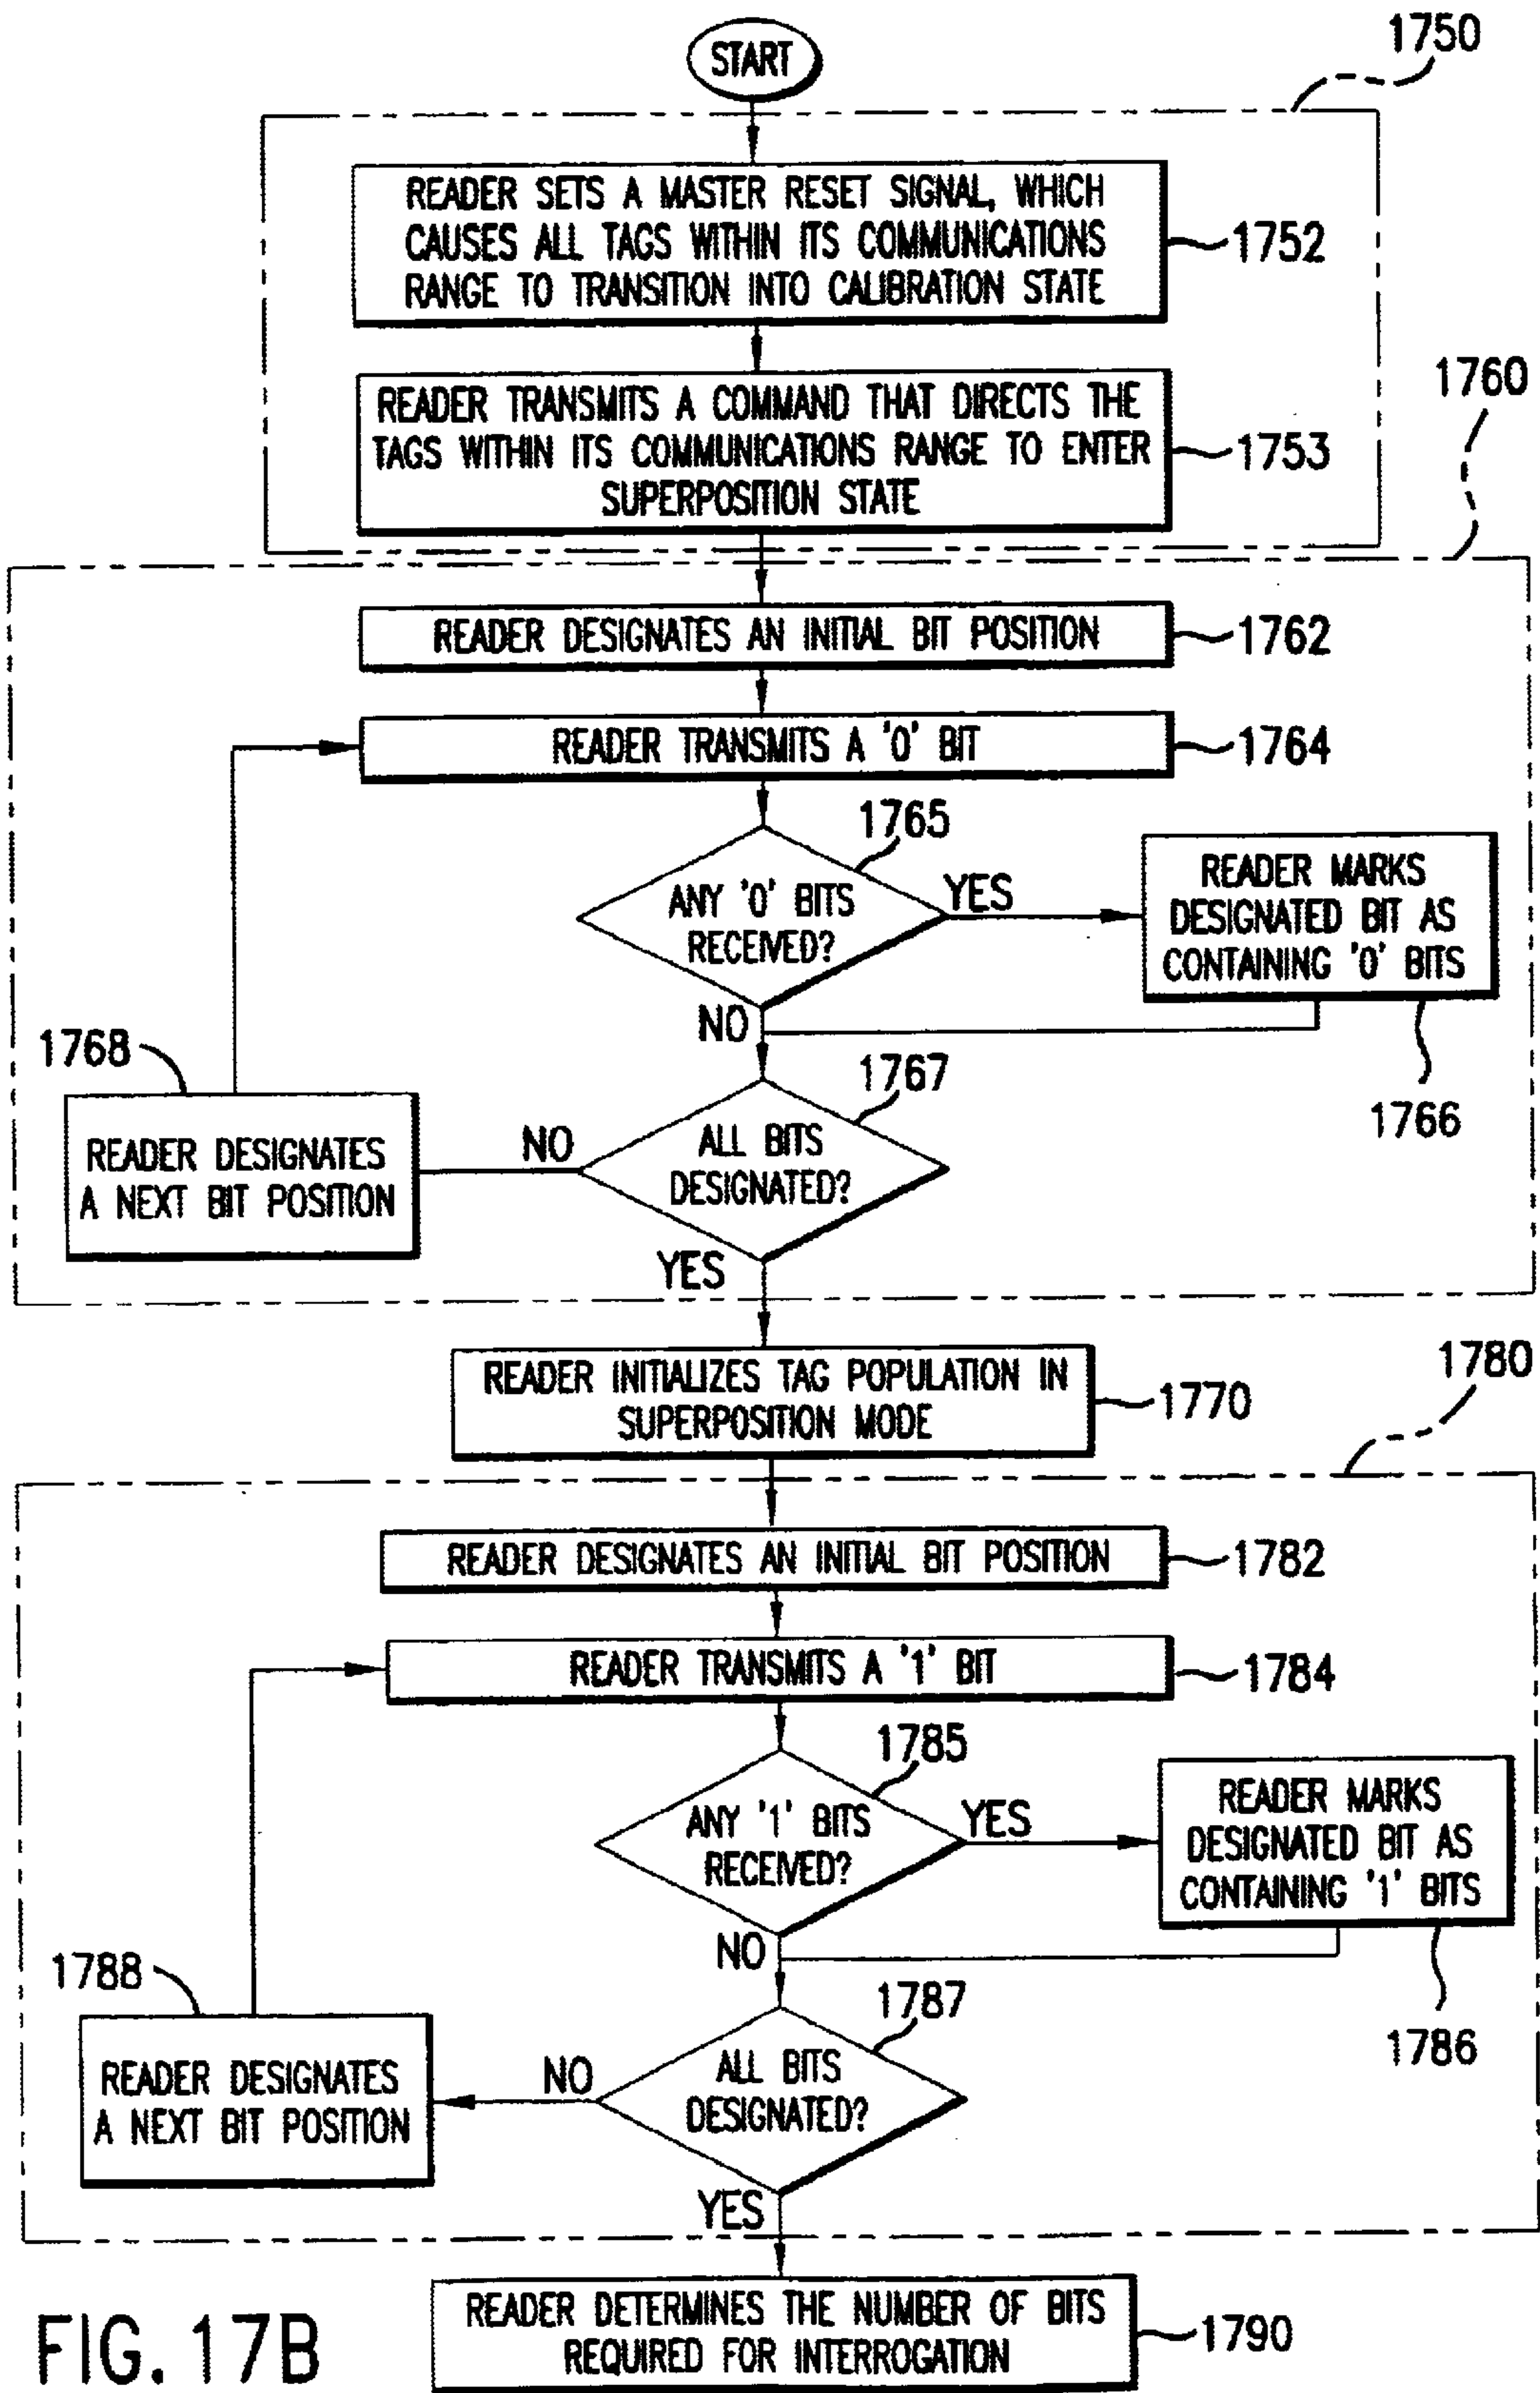 1750
START
READER SETS A MASTER RESET SIGNAL, WHICH
CAUSES ALL TAGS WITHIN ITS COMMUNICATIONS
RANGE TO TRANSITION INTO CALIBRATION STATE
1752
1760
READER TRANSMITS A COMMAND THAT DIRECTS THE
TAGS WITHIN ITS COMMUNICATIONS RANGE TO ENTER
SUPERPOSITION STATE
1753
READER DESIGNATES AN INITIAL BIT POSITION
1762
READER TRANSMITS A '0' BIT
1764
1765
ANY '0' BITS
RECEIVED?
YES
READER MARKS
DESIGNATED BIT AS
CONTAINING '0' BITS
NO
1766
1768
1767
READER DESIGNATES
A NEXT BIT POSITION
NO
ALL BITS
DESIGNATED?
YES
READER INITIALIZES TAG POPULATION IN
SUPERPOSITION MODE
1770
1780
READER DESIGNATES AN INITIAL BIT POSITION
1782
READER TRANSMITS A '1' BIT
1784
1785
ANY '1' BITS
RECEIVED?
YES
READER MARKS
DESIGNATED BIT AS
CONTAINING '1' BITS
NO
1786
1788
1787
READER DESIGNATES
A NEXT BIT POSITION
NO
ALL BITS
DESIGNATED?
YES
READER DETERMINES THE NUMBER OF BITS
REQUIRED FOR INTERROGATION
1790
FIG. 17B